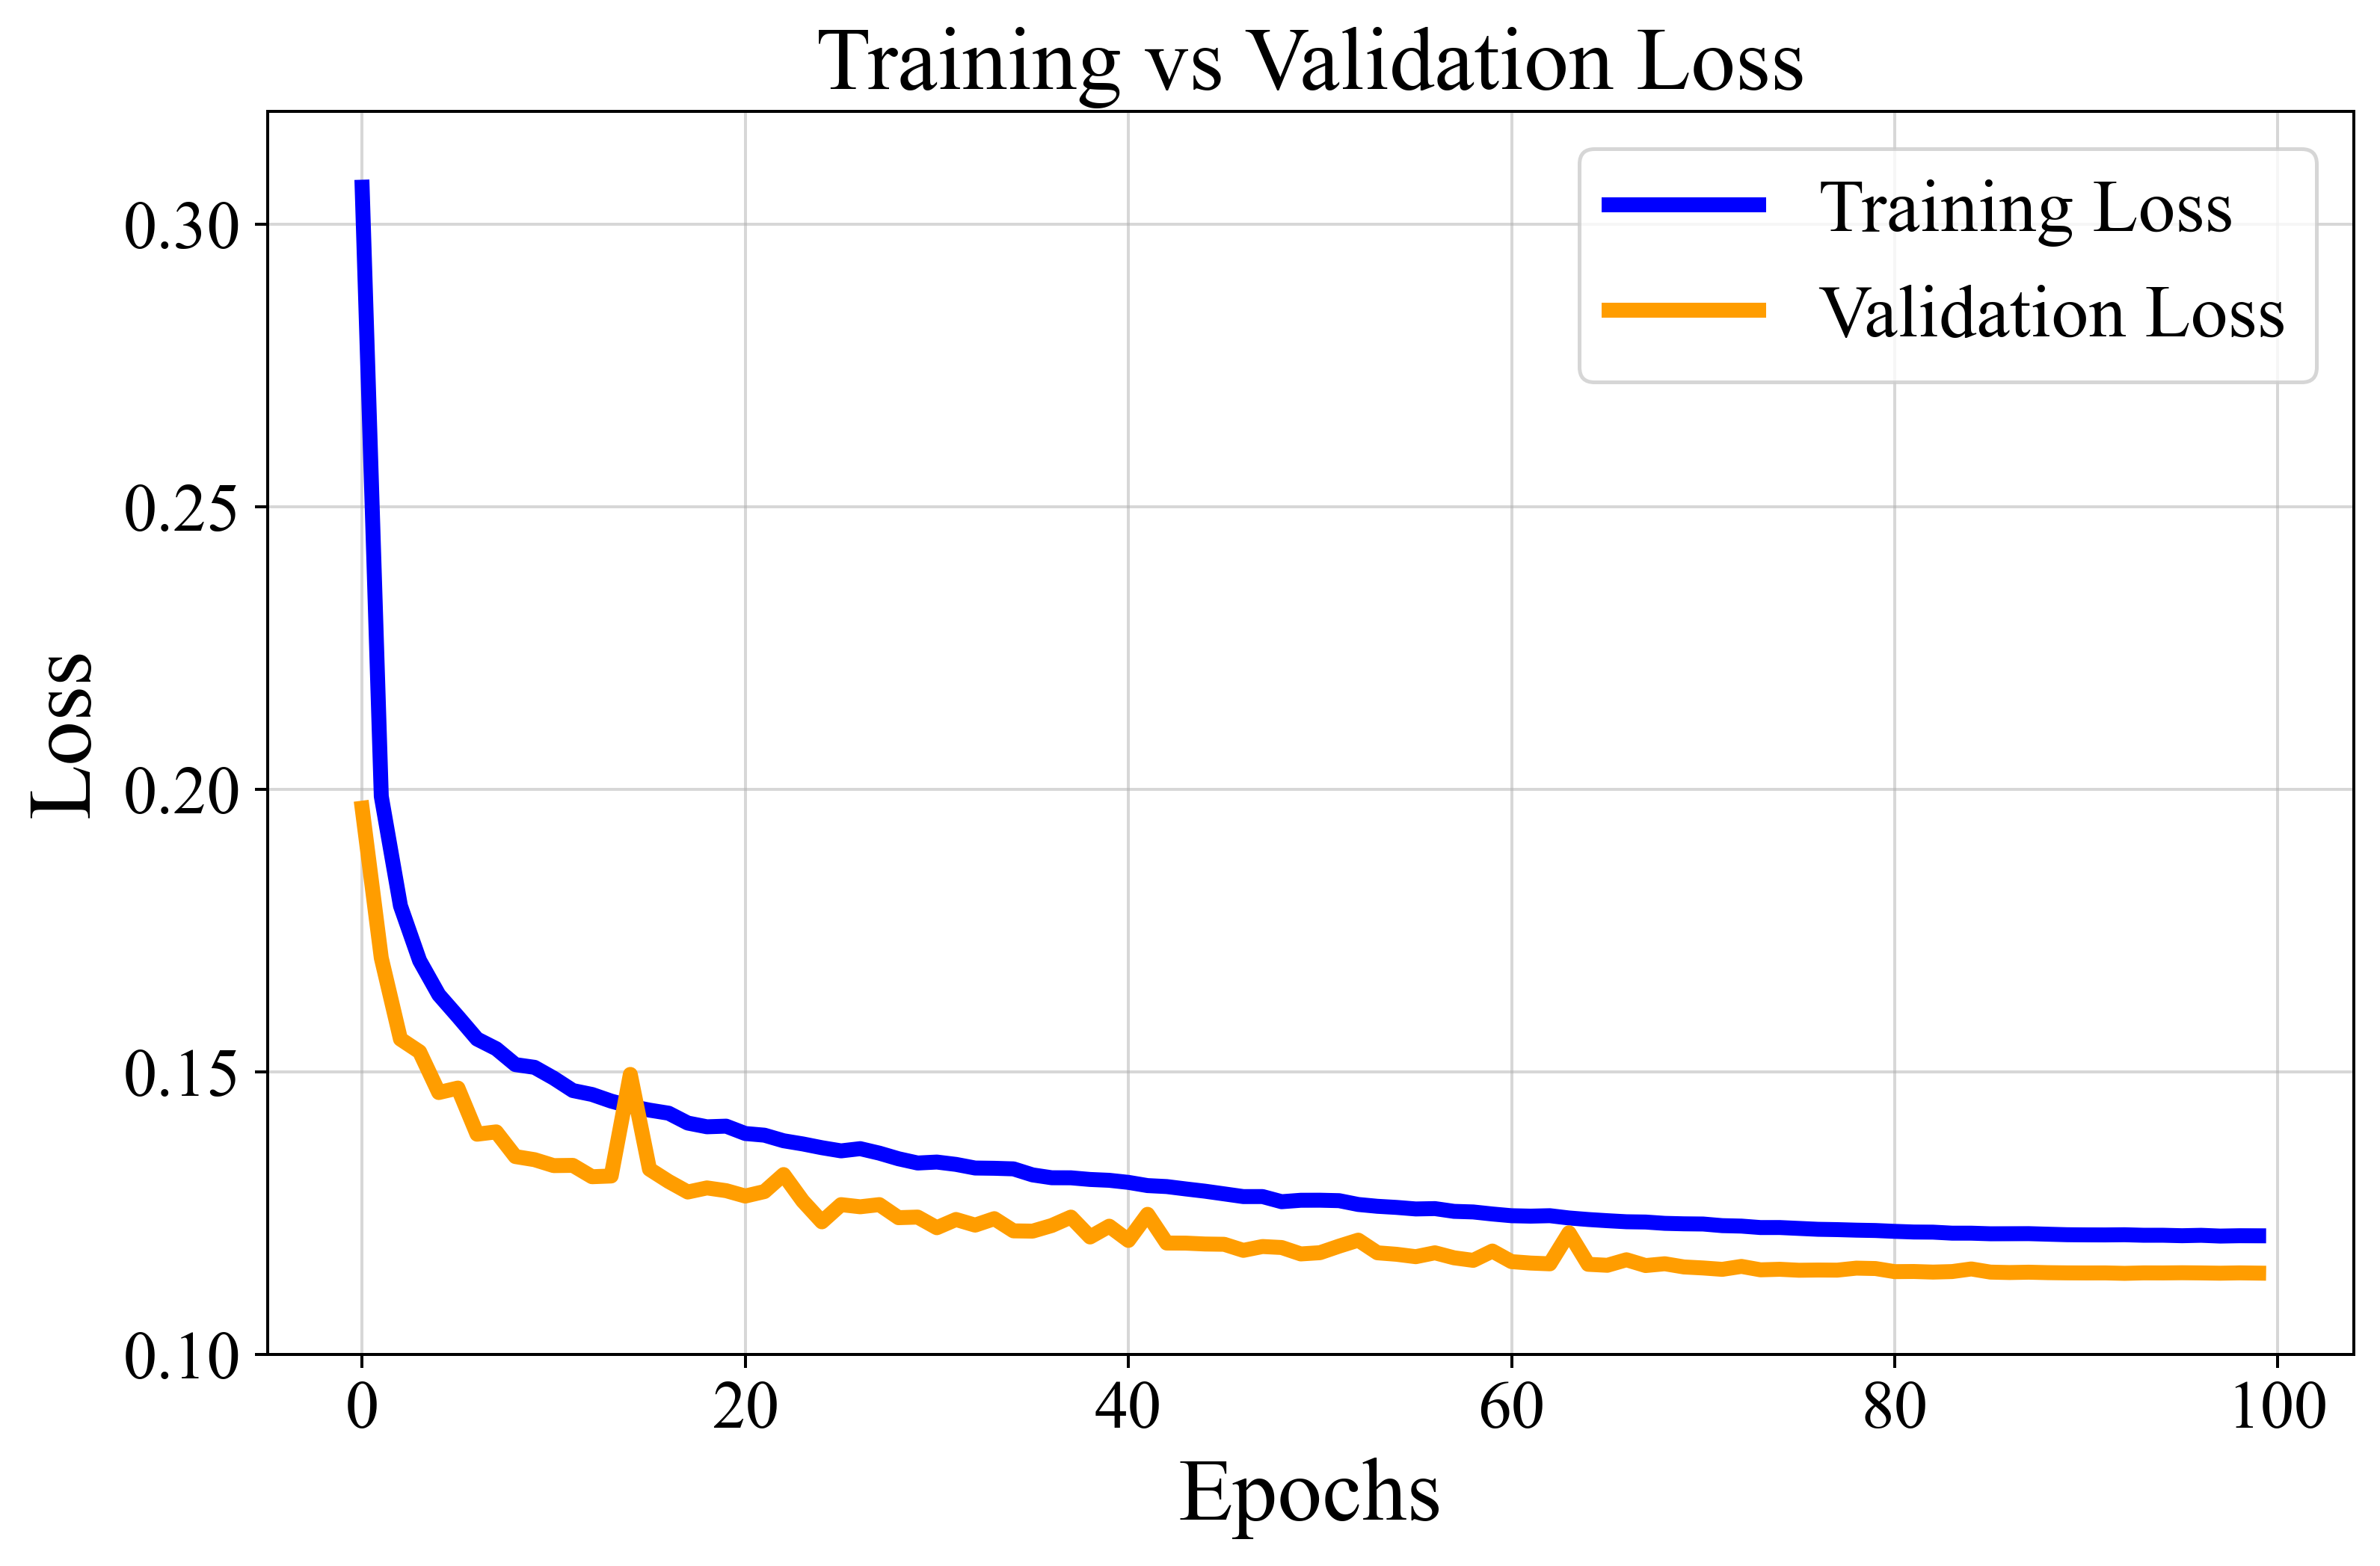 Training vs Validation Loss
Training Loss
Validation Loss
0.30
0.25
0.20
0.15
0.10
Loss
0 20 40 60 80 100
Epochs